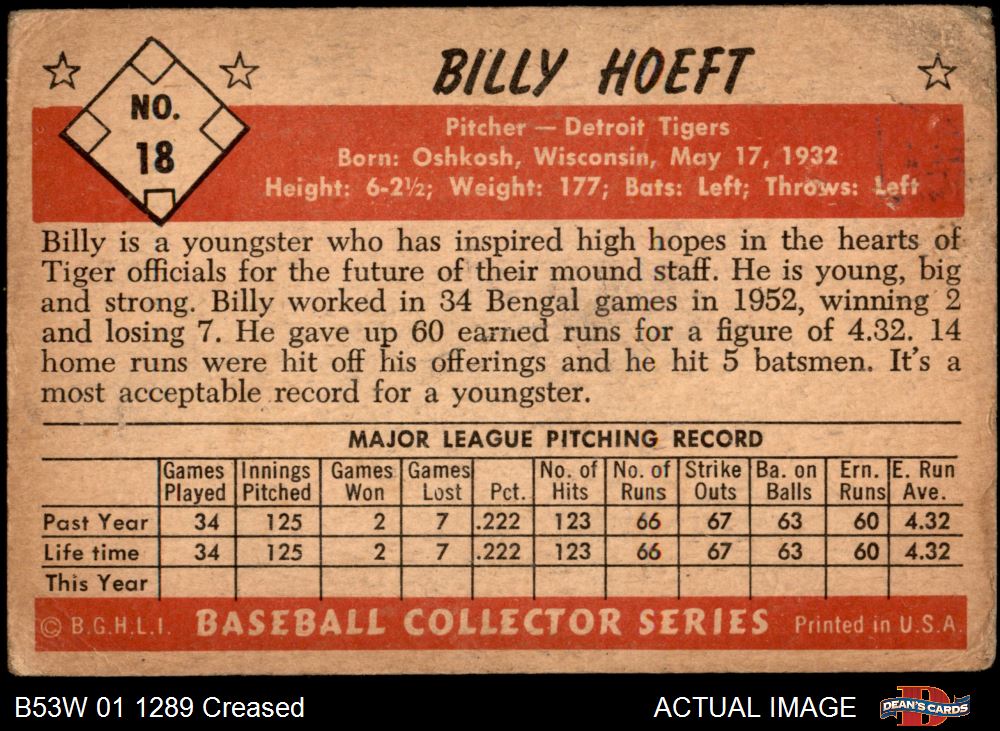 BILLY HOEFT
NO.
18
Pitcher — Detroit Tigers
Born: Oshkosh, Wisconsin, May 17, 1932
Height: 6-2½; Weight: 177; Bats: Left; Throws: Left
Billy is a youngster who has inspired high hopes in the hearts of
Tiger officials for the future of their mound staff. He is young, big
and strong. Billy worked in 34 Bengal games in 1952, winning 2
and losing 7. He gave up 60 earned runs for a figure of 4.32. 14
home runs were hit off his offerings and he hit 5 batsmen. It's a
most acceptable record for a youngster.
MAJOR LEAGUE PITCHING RECORD
Games Innings Games Games No. of No. of Strike Ba. on Ern. E. Run
Played Pitched Won Lost Pct. Hits Runs Outs Balls Runs Ave.
Past Year 34 125 2 7 .222 123 66 67 63 60 4.32
Life time 34 125 2 7 .222 123 66 67 63 60 4.32
This Year
© B.G.H.L.I. BASEBALL COLLECTOR SERIES Printed in U.S.A.
B53W 01 1289 Creased ACTUAL IMAGE D DEAN'S CARDS